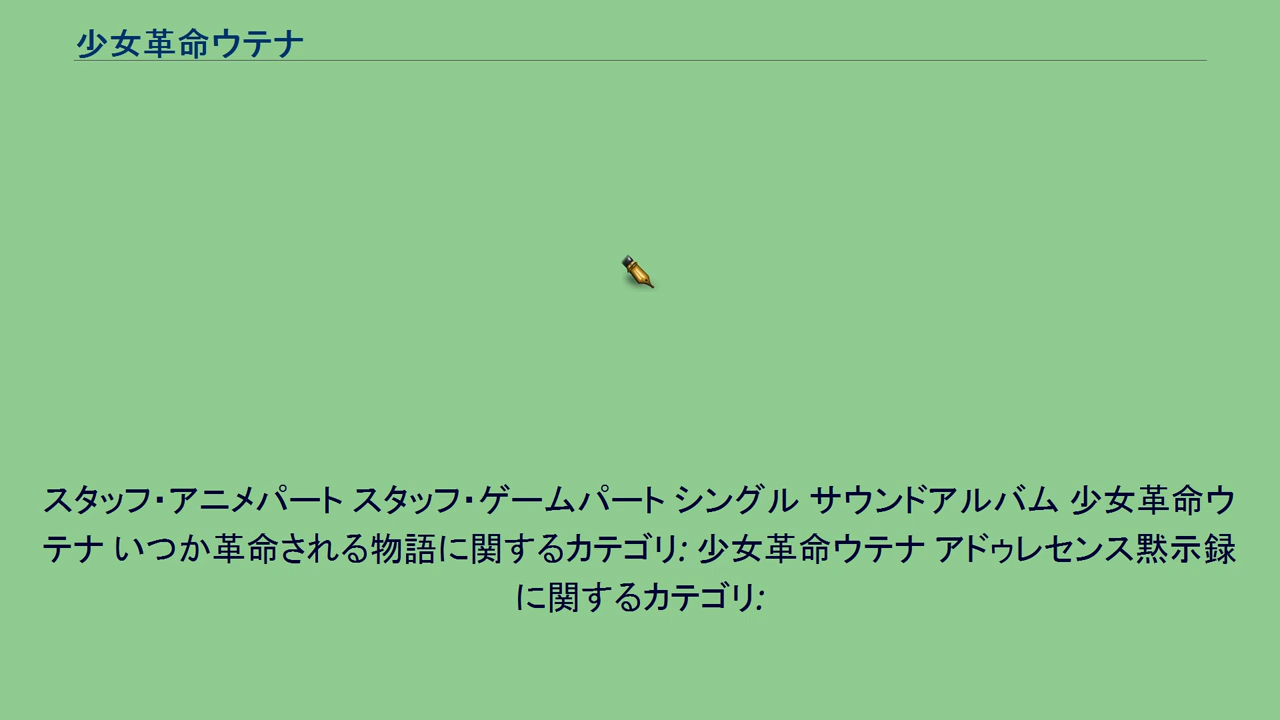 少女革命ウテナ
スタッフ・アニメパート スタッフ・ゲームパート シングル サウンドアルバム 少女革命ウ
テナ いつか革命される物語に関するカテゴリ: 少女革命ウテナ アドゥレセンス黙示録
に関するカテゴリ: